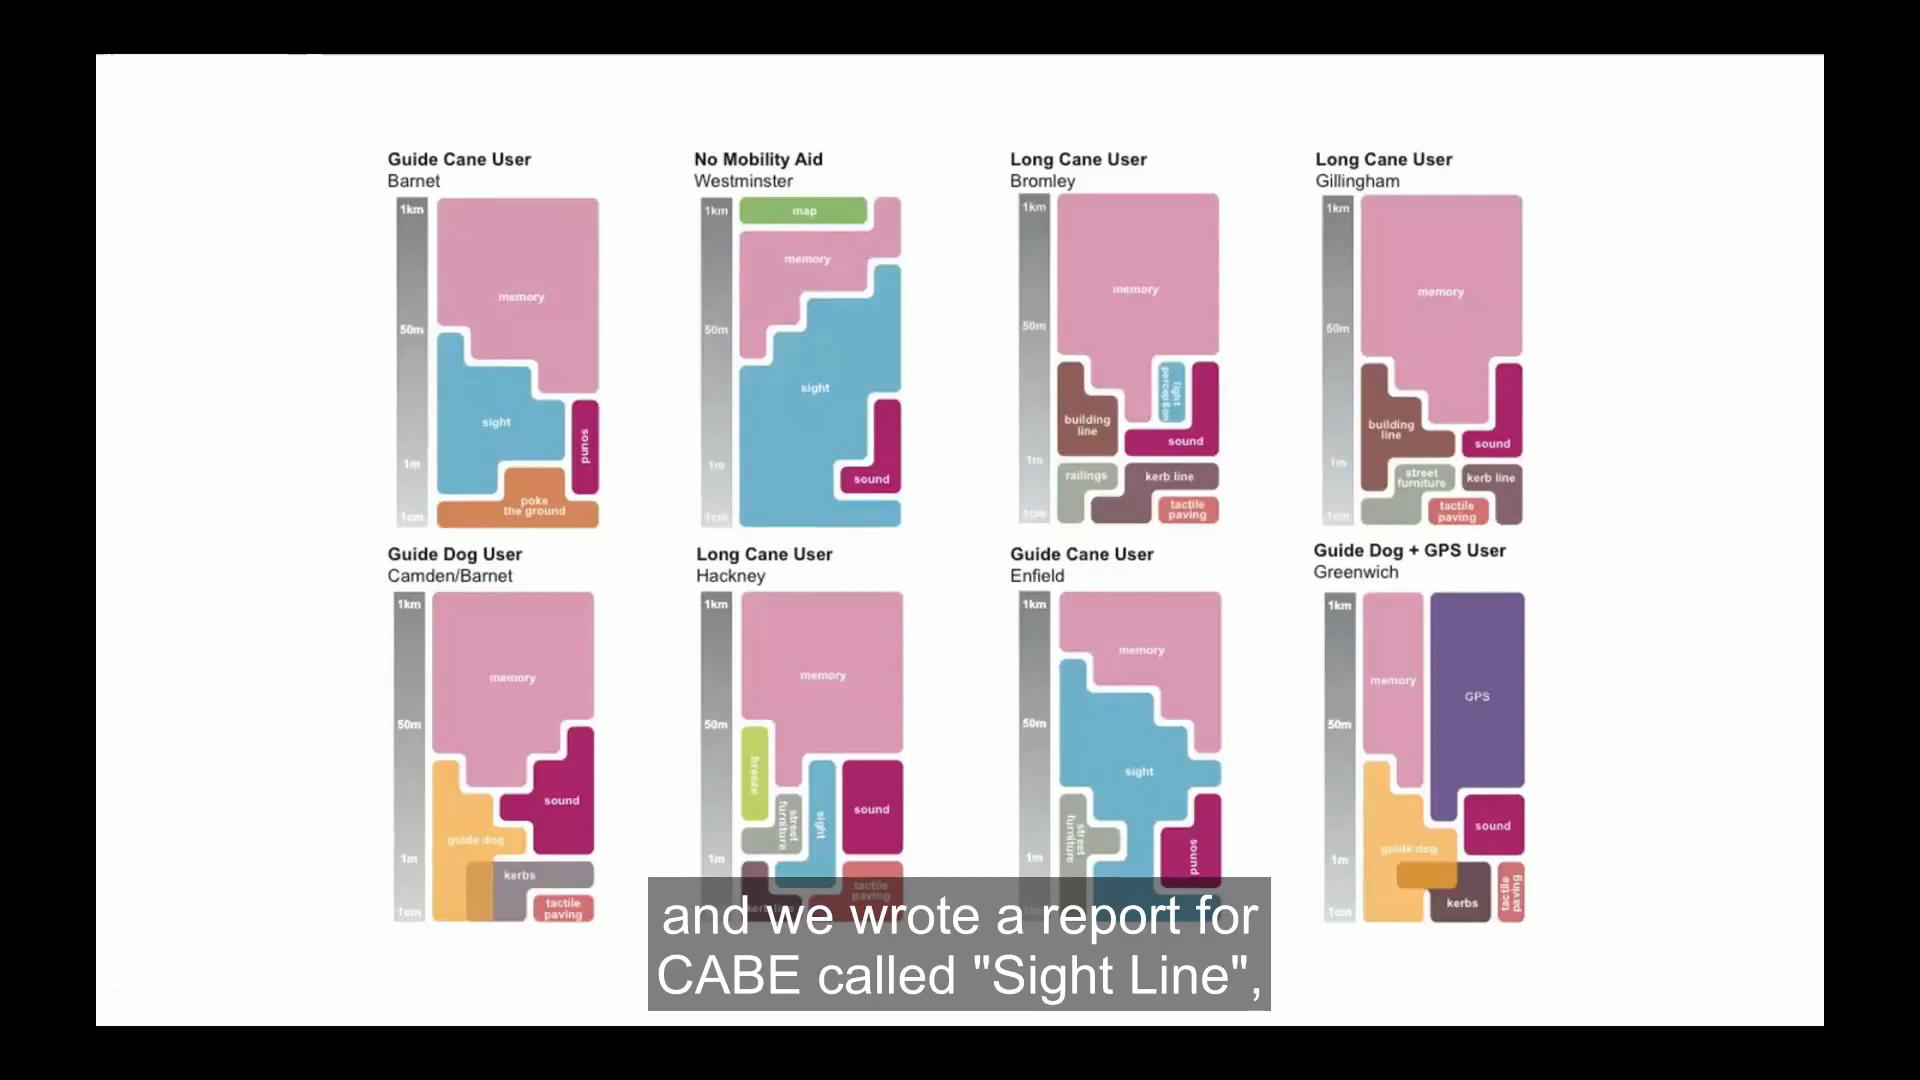 Guide Cane User
Barnet
1km
50m
1m
1cm
memory
sight
sound
poke
the ground
No Mobility Aid
Westminster
1km
50m
1m
1cm
map
memory
sight
sound
Long Cane User
Bromley
1km
50m
1m
1cm
memory
building
line
light
perception
sound
railings
kerb line
tactile
paving
Long Cane User
Gillingham
1km
50m
1m
1cm
memory
building
line
sound
street
furniture
kerb line
tactile
paving
Guide Dog User
Camden/Barnet
1km
50m
1m
1cm
memory
sound
guide dog
kerbs
tactile
paving
Long Cane User
Hackney
1km
50m
1m
memory
breeze
street
furniture
sight
sound
tactile
paving
kerb line
Guide Cane User
Enfield
1km
50m
1m
1cm
memory
sight
street
furniture
sound
Guide Dog + GPS User
Greenwich
1km
50m
1m
1cm
memory
GPS
sound
guide dog
kerbs
tactile
paving
and we wrote a report for
CABE called "Sight Line",